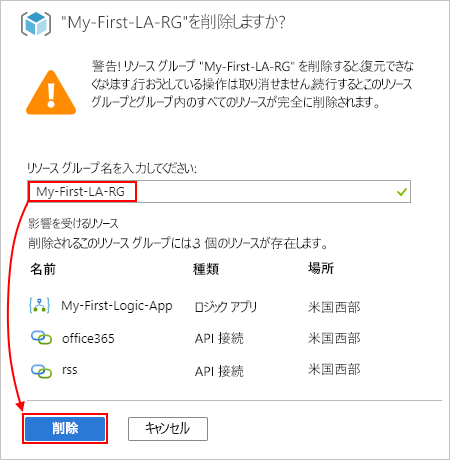 "My-First-LA-RG"を削除しますか?
警告! リソース グループ "My-First-LA-RG" を削除すると、復元できな
くなります。行おうとしている操作は取り消せません。続行するとこのリソース
グループとグループ内のすべてのリソースが完全に削除されます。
リソース グループ名を入力してください:
My-First-LA-RG
影響を受けるリソース
削除されるこのリソース グループには 3 個のリソースが存在します。
名前 種類 場所
My-First-Logic-App ロジック アプリ 米国西部
office365 API 接続 米国西部
rss API 接続 米国西部
削除 キャンセル